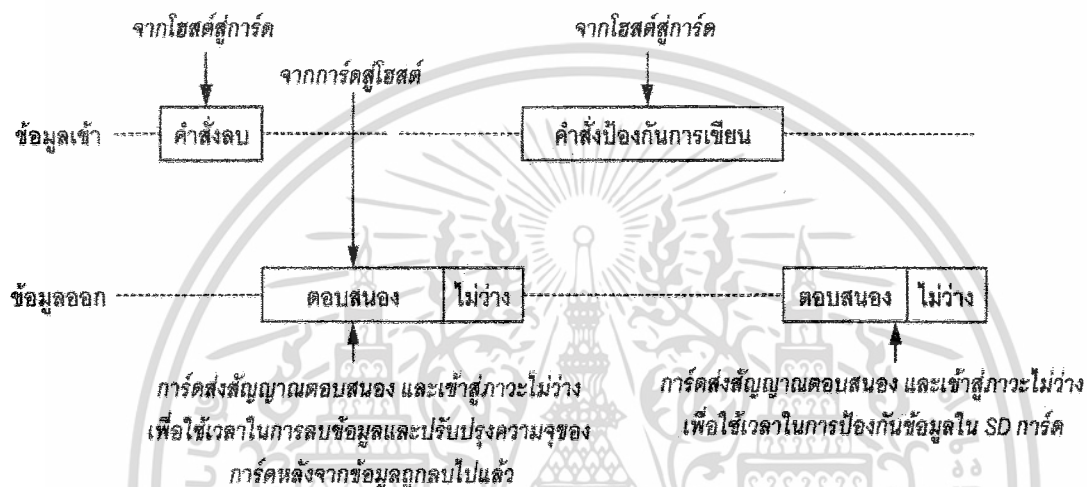 จากโฮสต์สู่การ์ด
จากโฮสต์สู่การ์ด
จากการ์ดสู่โฮสต์
ข้อมูลเข้า
คำสั่งลบ
คำสั่งป้องกันการเขียน
ข้อมูลออก
ตอบสนอง
ไม่ว่าง
ตอบสนอง
ไม่ว่าง
การ์ดส่งสัญญาณตอบสนอง และเข้าสู่ภาวะไม่ว่าง
เพื่อใช้เวลาในการลบข้อมูลและปรับปรุงความจุของ
การ์ดหลังจากข้อมูลถูกลบไปแล้ว
การ์ดส่งสัญญาณตอบสนอง และเข้าสู่ภาวะไม่ว่าง
เพื่อใช้เวลาในการป้องกันข้อมูลใน SD การ์ด